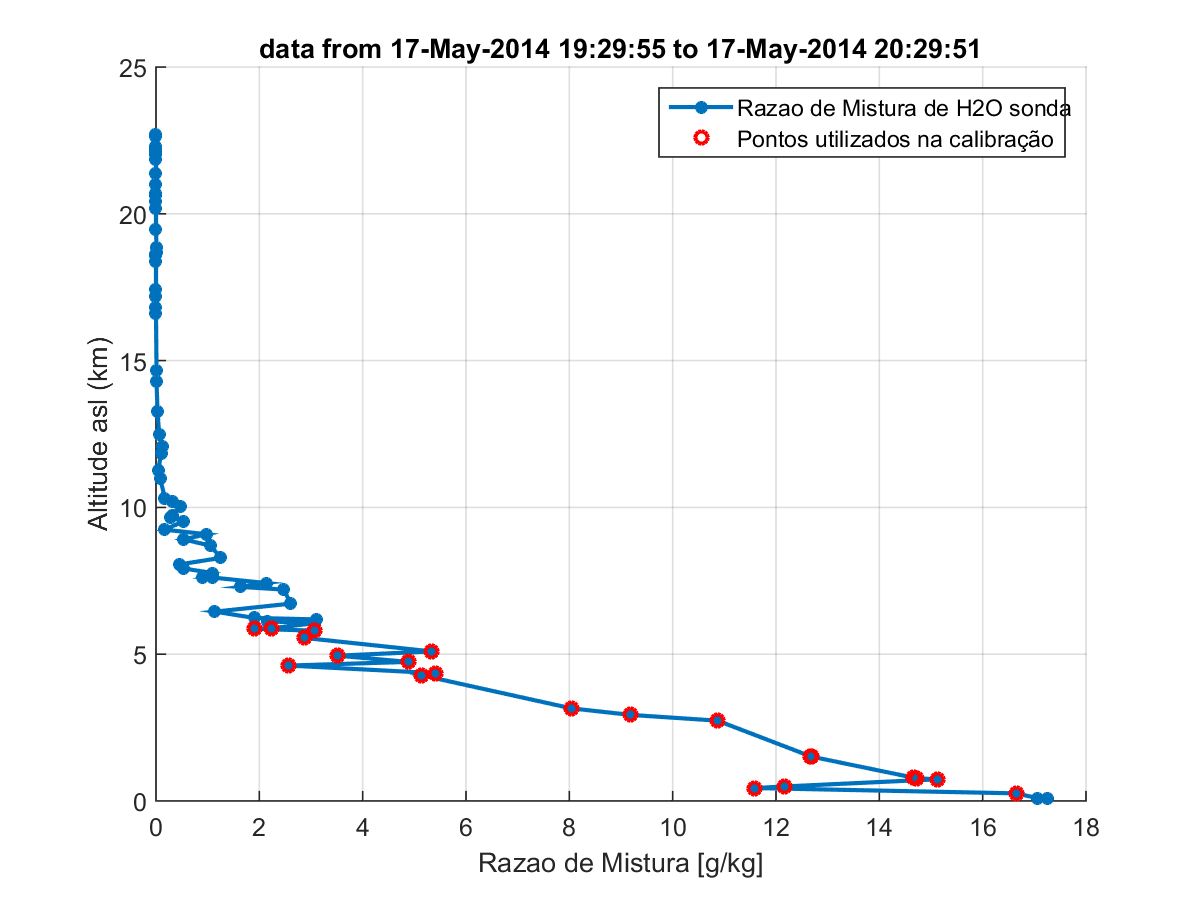 data from 17-May-2014 19:29:55 to 17-May-2014 20:29:51
Razao de Mistura de H2O sonda
Pontos utilizados na calibração
Altitude asl (km)
25
20
15
10
5
0
0 2 4 6 8 10 12 14 16 18
Razao de Mistura [g/kg]